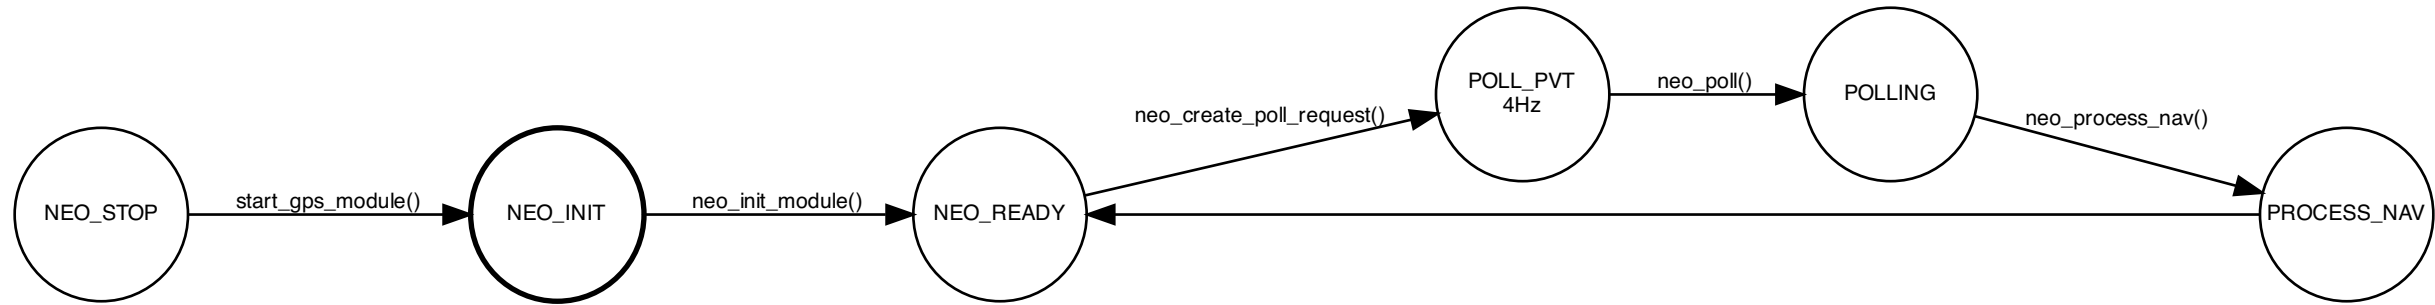 NEO_STOP
start_gps_module()
NEO_INIT
neo_init_module()
NEO_READY
neo_create_poll_request()
POLL_PVT
4Hz
neo_poll()
POLLING
neo_process_nav()
PROCESS_NAV